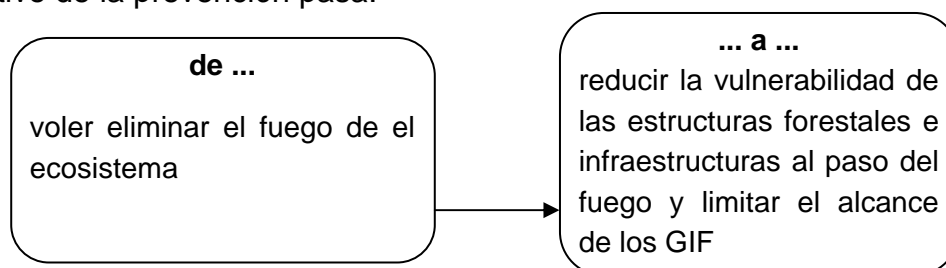 tivo de la prevención pasa:
de ...
voler eliminar el fuego de el
ecosistema
... a ...
reducir la vulnerabilidad de
las estructuras forestales e
infraestructuras al paso del
fuego y limitar el alcance
de los GIF